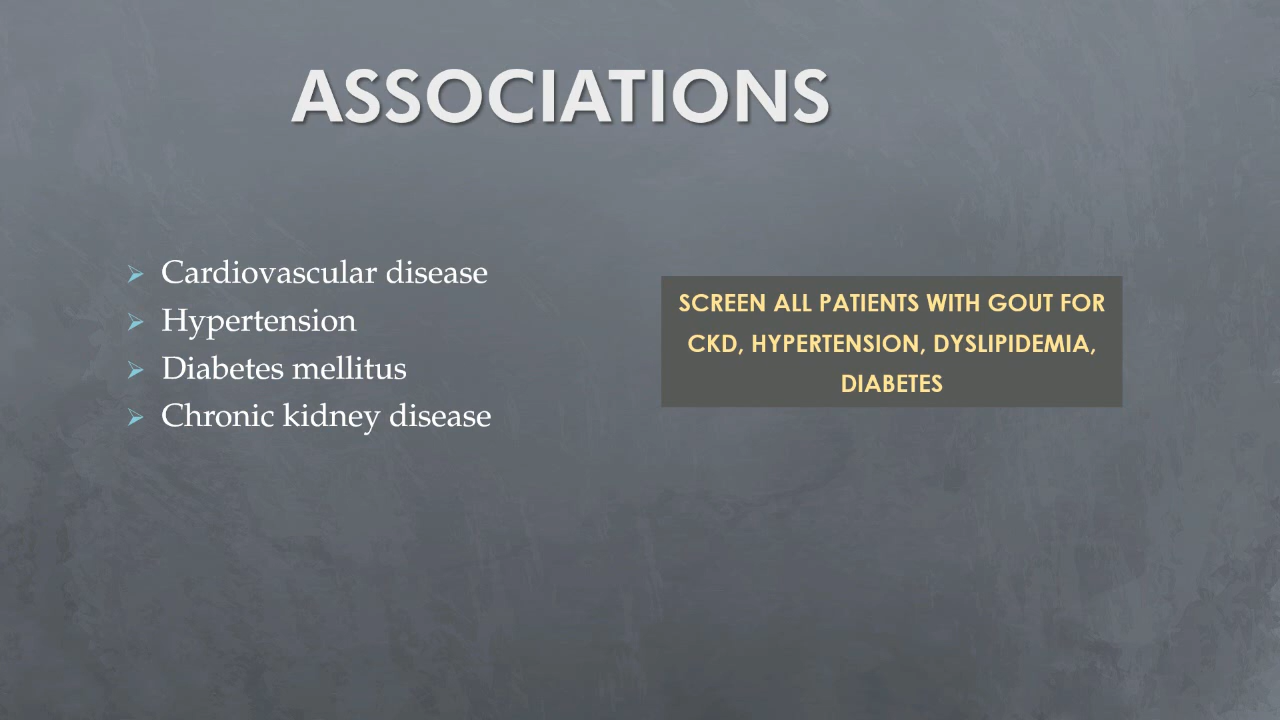 ASSOCIATIONS
Cardiovascular disease
Hypertension
Diabetes mellitus
Chronic kidney disease
SCREEN ALL PATIENTS WITH GOUT FOR
CKD, HYPERTENSION, DYSLIPIDEMIA,
DIABETES